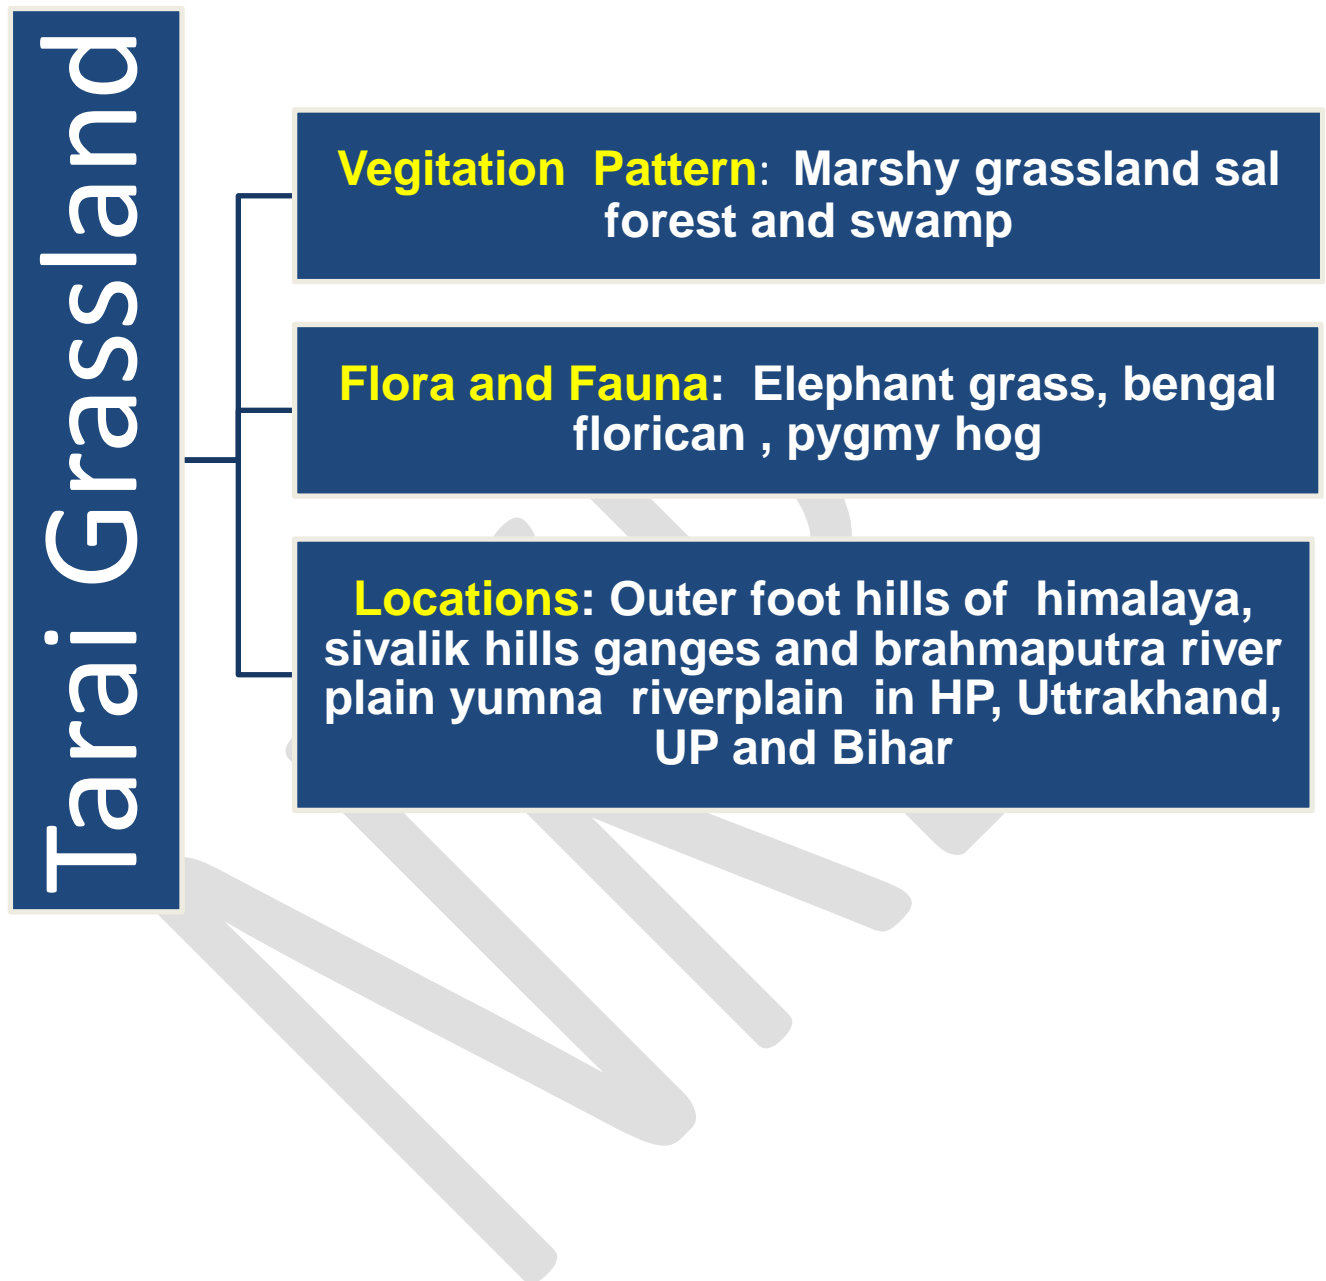 Tarai Grassland
Vegitation Pattern: Marshy grassland sal
forest and swamp
Flora and Fauna: Elephant grass, bengal
florican , pygmy hog
Locations: Outer foot hills of himalaya,
sivalik hills ganges and brahmaputra river
plain yumna riverplain in HP, Uttrakhand,
UP and Bihar